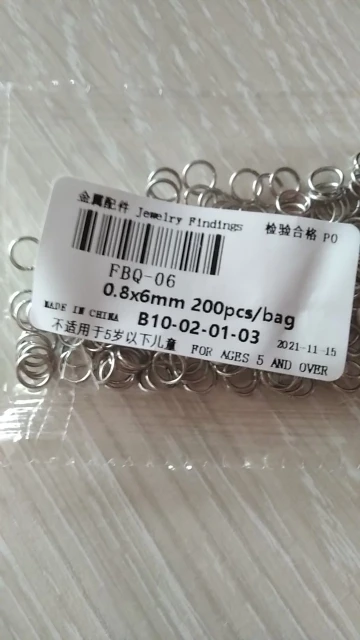 金属配件 Jewelry Findings 检验合格 PO
FBQ-06
0.8x6mm 200pcs/bag
MADE IN CHINA B10-02-01-03 2021-11-15
不适用于5岁以下儿童 FOR AGES 5 AND OVER